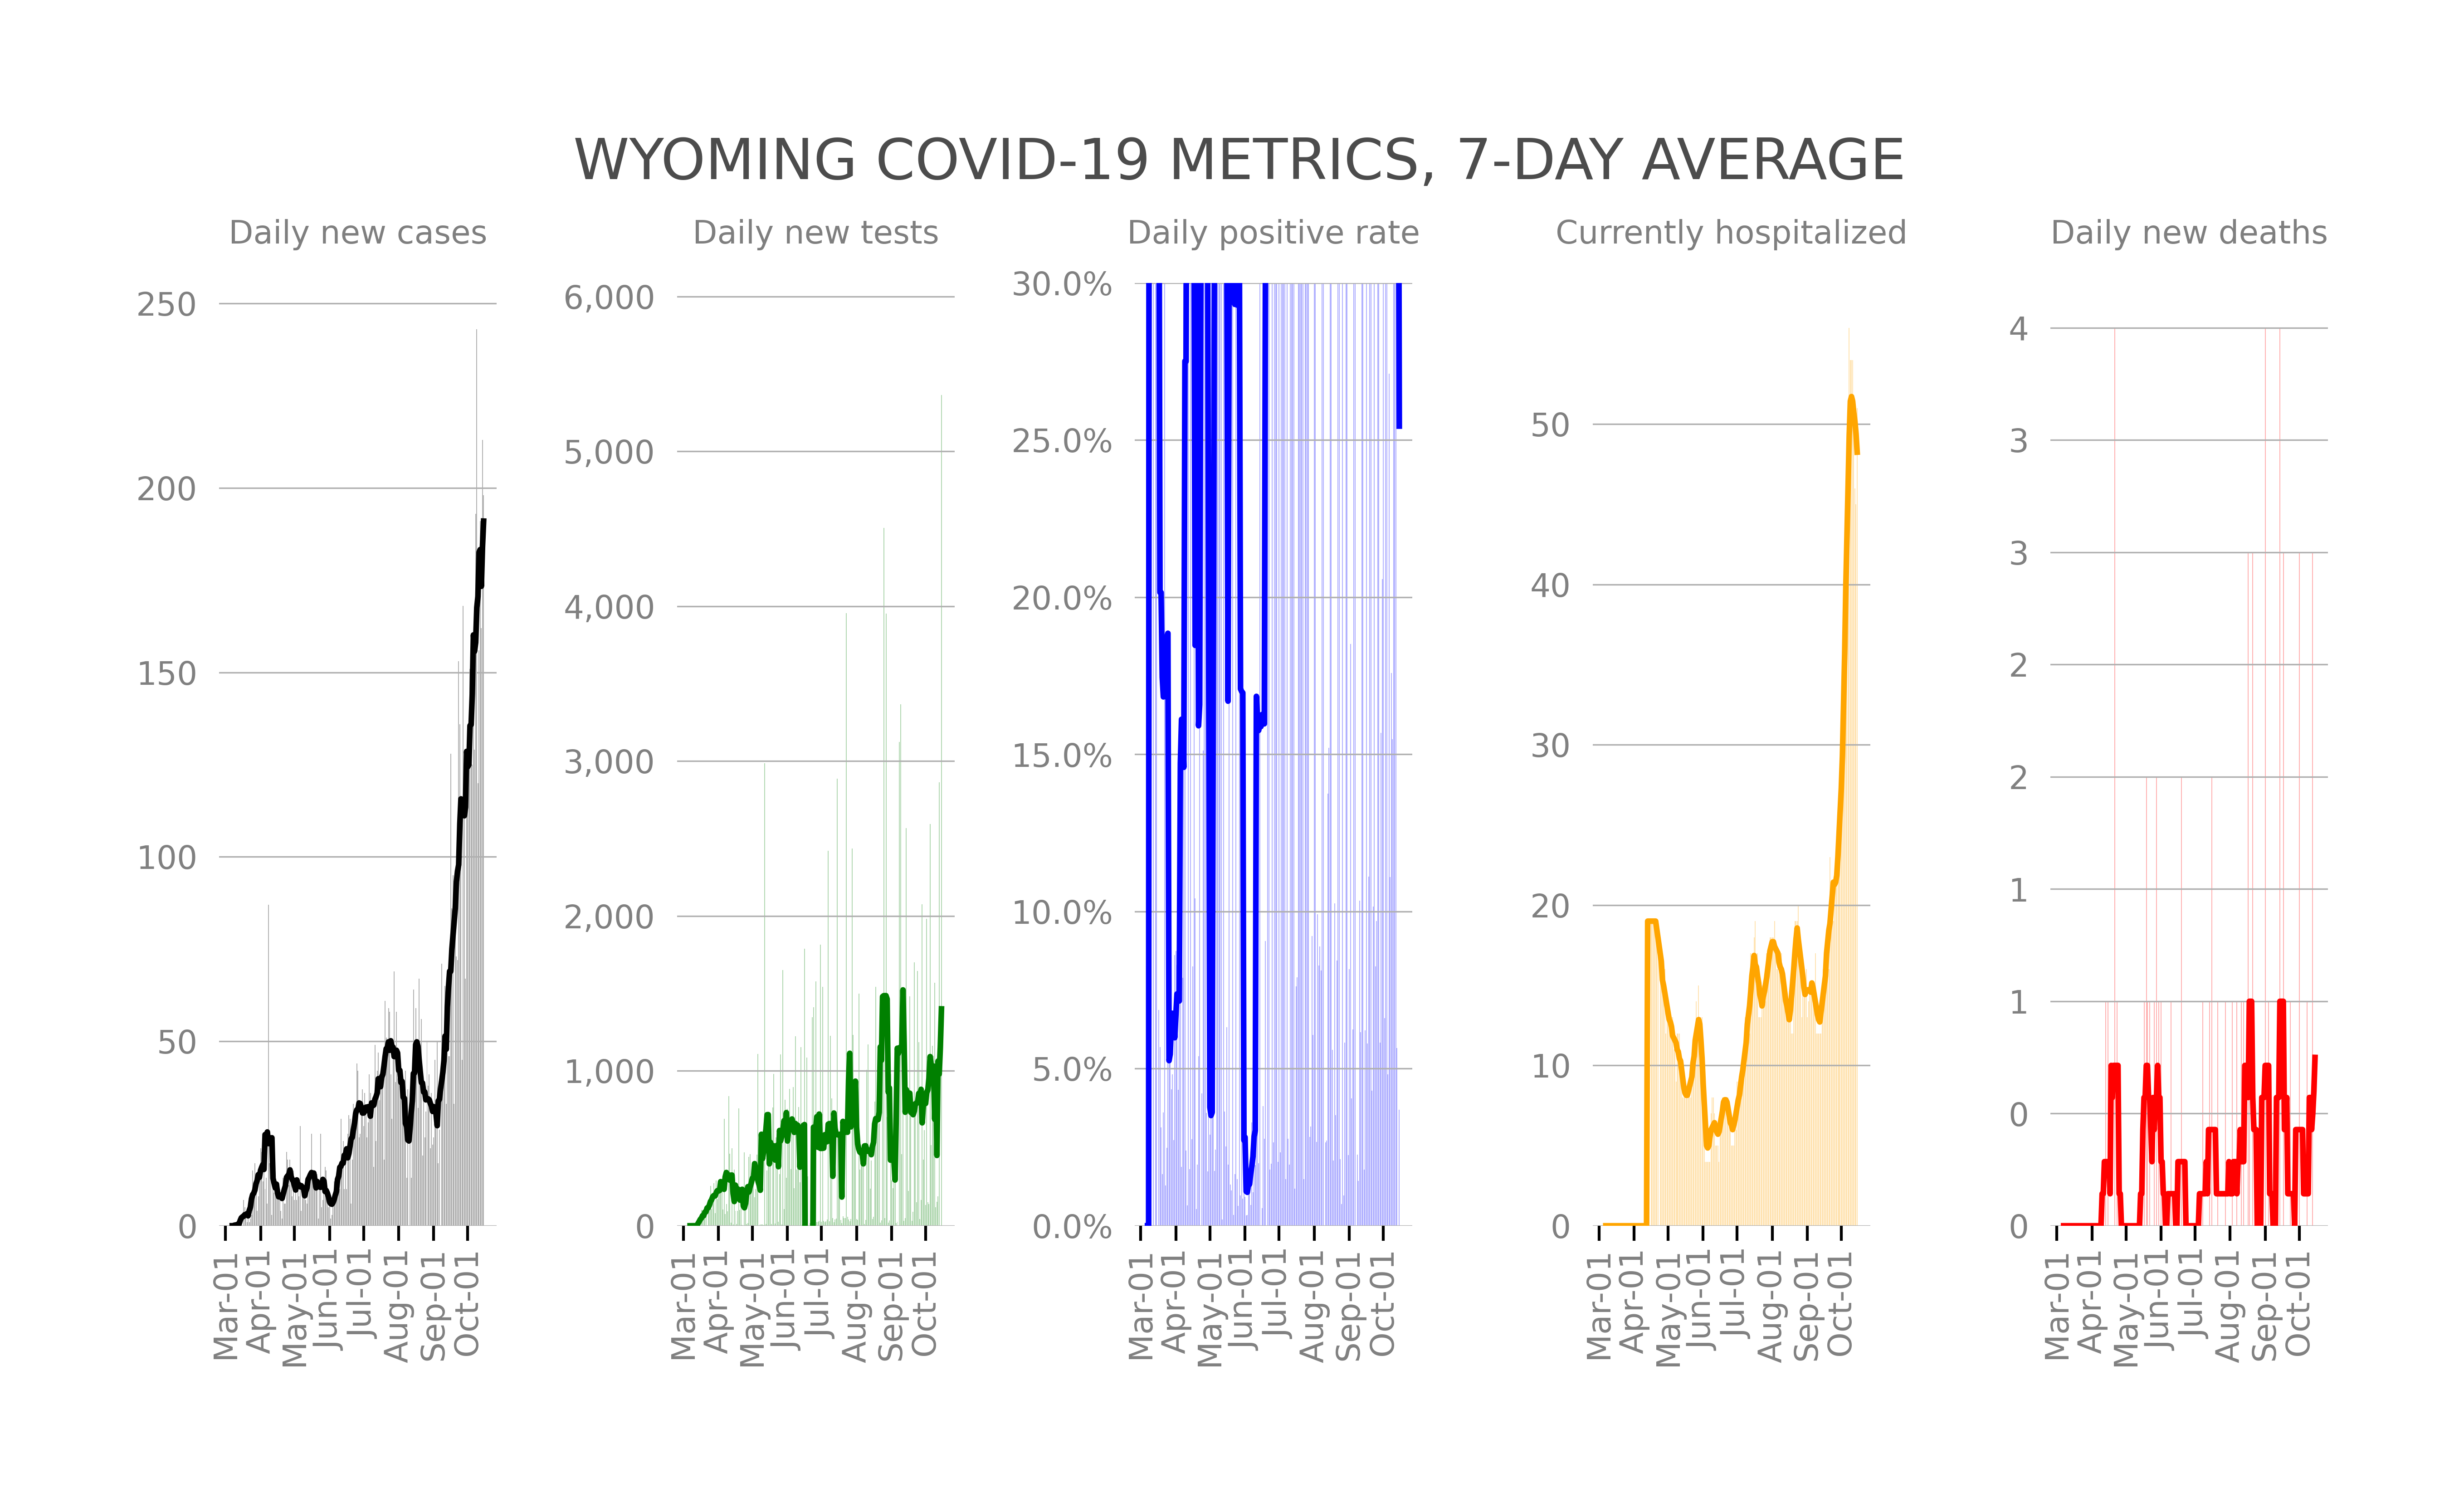 WYOMING COVID-19 METRICS, 7-DAY AVERAGE
Daily new cases
250
200
150
100
50
0
Mar-01
Apr-01
May-01
Jun-01
Jul-01
Aug-01
Sep-01
Oct-01
Daily new tests
6,000
5,000
4,000
3,000
2,000
1,000
0
Mar-01
Apr-01
May-01
Jun-01
Jul-01
Aug-01
Sep-01
Oct-01
Daily positive rate
30.0%
25.0%
20.0%
15.0%
10.0%
5.0%
0.0%
Mar-01
Apr-01
May-01
Jun-01
Jul-01
Aug-01
Sep-01
Oct-01
Currently hospitalized
50
40
30
20
10
0
Mar-01
Apr-01
May-01
Jun-01
Jul-01
Aug-01
Sep-01
Oct-01
Daily new deaths
4
3
3
2
2
1
1
0
0
Mar-01
Apr-01
May-01
Jun-01
Jul-01
Aug-01
Sep-01
Oct-01